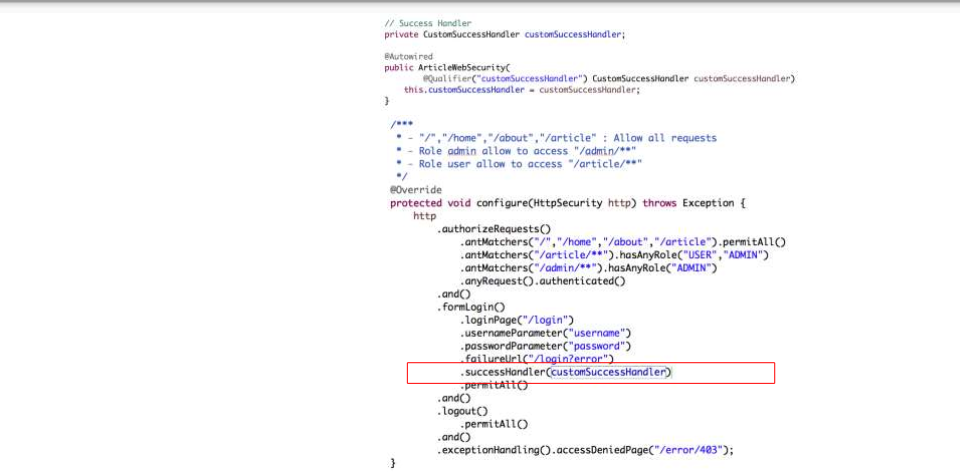 // Success Handler
private CustomSuccessHandler customSuccessHandler;
@Autowired
public ArticleWebSecurity(
@Qualifier("customSuccessHandler") CustomSuccessHandler customSuccessHandler)
this.customSuccessHandler = customSuccessHandler;
}
/***
* - "/","/home","/about","/article" : Allow all requests
* - Role admin allow to access "/admin/**"
* - Role user allow to access "/article/**"
*/
@Override
protected void configure(HttpSecurity http) throws Exception {
http
.authorizeRequests()
.antMatchers("/","/home","/about","/article").permitAll()
.antMatchers("/article/**").hasAnyRole("USER","ADMIN")
.antMatchers("/admin/**").hasAnyRole("ADMIN")
.anyRequest().authenticated()
.and()
.formLogin()
.loginPage("/login")
.usernameParameter("username")
.passwordParameter("password")
.failureUrl("/login?error")
.successHandler(customSuccessHandler)
.permitAll()
.and()
.logout()
.permitAll()
.and()
.exceptionHandling().accessDeniedPage("/error/403");
}